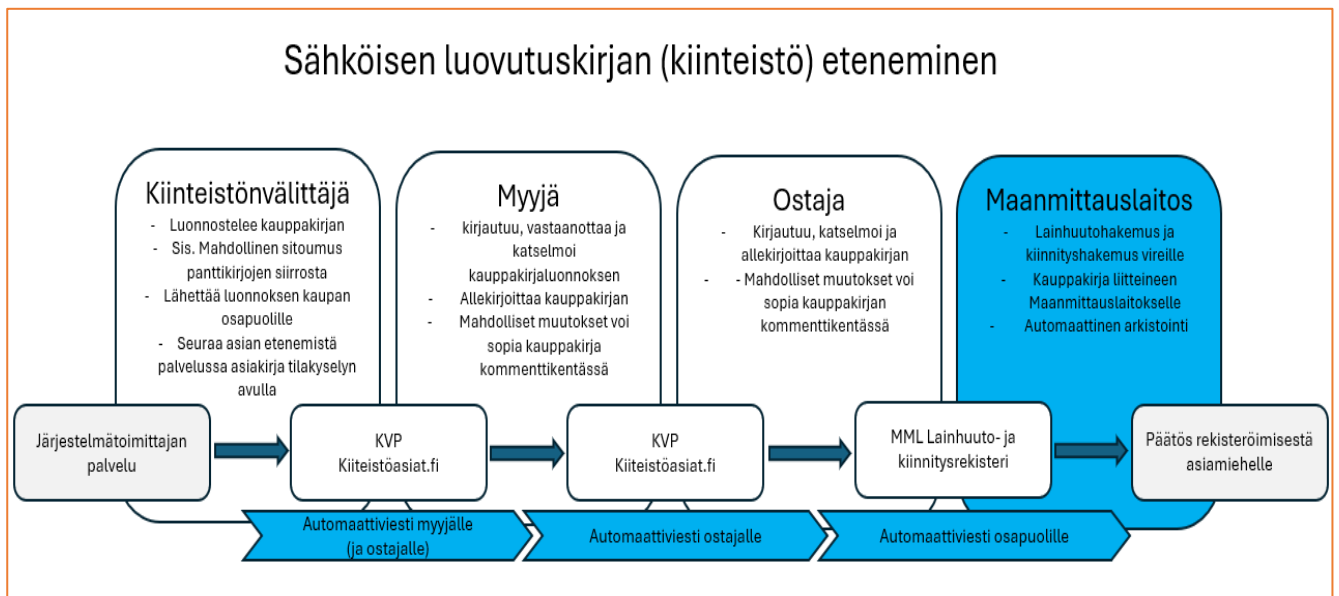 Sähköisen luovutuskirjan (kiinteistö) eteneminen
Kiinteistönvälittäjä
- Luonnostelee kauppakirjan
- Sis. Mahdollinen sitoumus
panttikirjojen siirrosta
- Lähettää luonnoksen kaupan
osapuolille
- Seuraa asian etenemistä
palvelussa asiakirja tilakyselyn
avulla
Myyjä
- kirjautuu, vastaanottaa ja
katselmoi
kauppakirjaluonnoksen
- Allekirjoittaa kauppakirjan
- Mahdolliset muutokset voi
sopia kauppakirja
kommenttikentässä
Ostaja
- Kirjautuu, katselmoi ja
allekirjoittaa kauppakirjan
- - Mahdolliset muutokset voi
sopia kauppakirjan
kommenttikentässä
Maanmittauslaitos
- Lainhuutohakemus ja
kiinnityshakemus vireille
- Kauppakirja liitteineen
Maanmittauslaitokselle
- Automaattinen arkistointi
Järjestelmätoimittajan
palvelu
KVP
Kiiteistöasiat.fi
KVP
Kiiteistöasiat.fi
MML Lainhuuto- ja
kiinnitysrekisteri
Päätös rekisteröimisestä
asiamiehelle
Automaattiviesti myyjälle
(ja ostajalle)
Automaattiviesti ostajalle
Automaattiviesti osapuolille